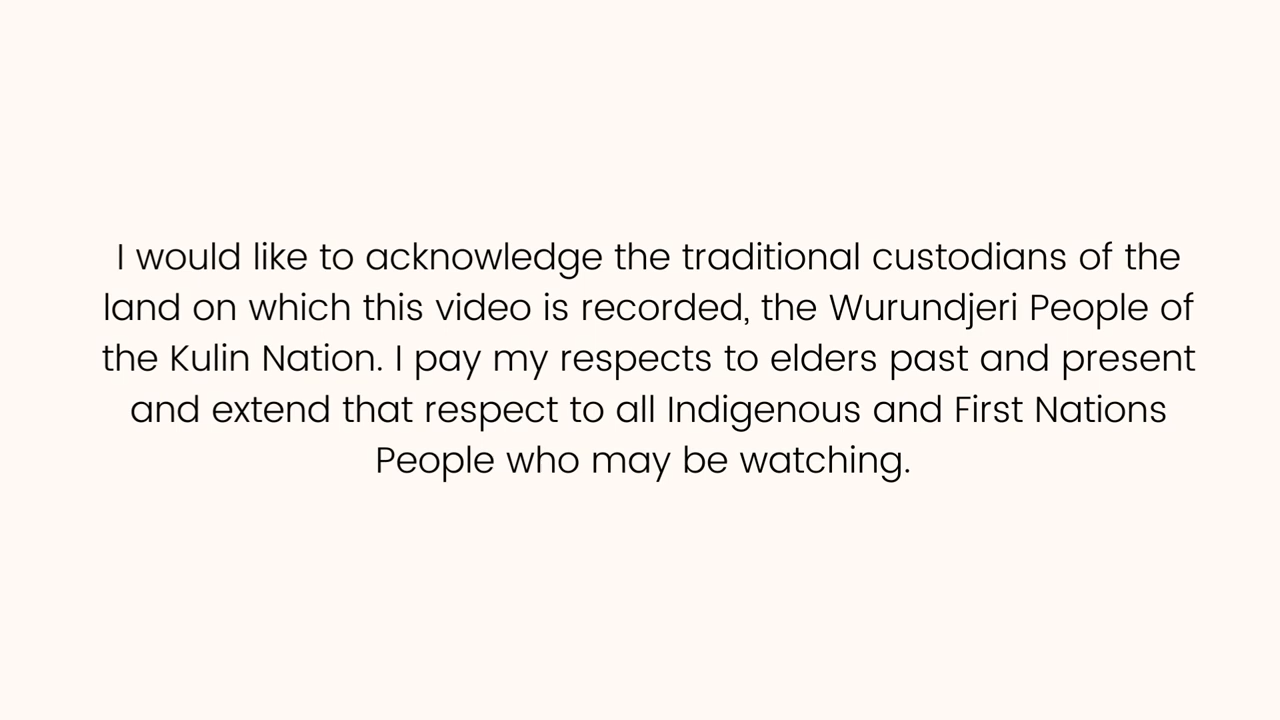 I would like to acknowledge the traditional custodians of the
land on which this video is recorded, the Wurundjeri People of
the Kulin Nation. I pay my respects to elders past and present
and extend that respect to all Indigenous and First Nations
People who may be watching.